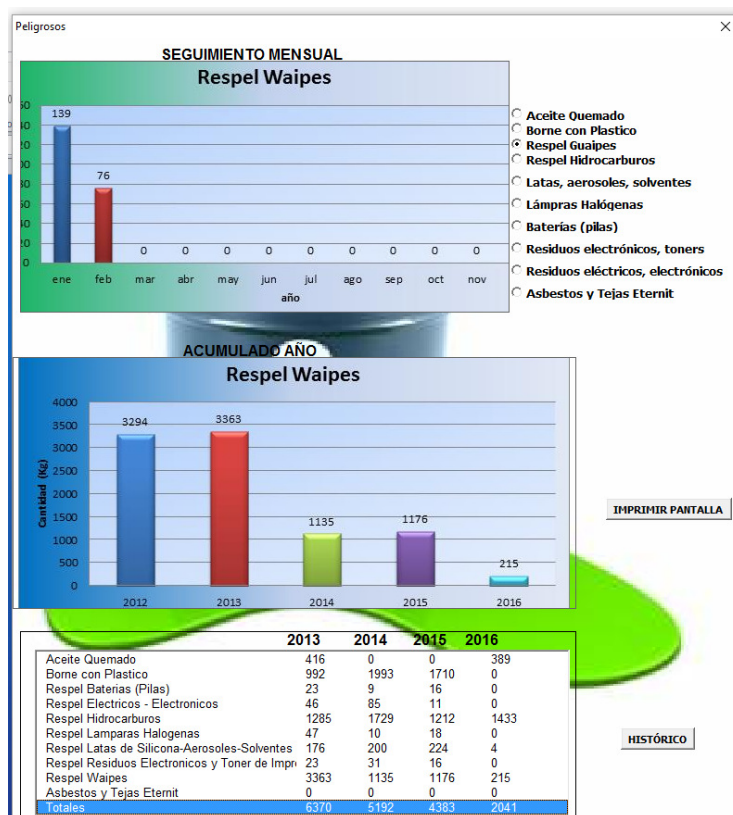 Peligrosos
SEGUIMIENTO MENSUAL
Respel Waipes
139
76
0 0 0 0 0 0 0 0 0
ene feb mar abr may jun jul ago sep oct nov
año
Aceite Quemado
Borne con Plastico
Respel Guaipes
Respel Hidrocarburos
Latas, aerosoles, solventes
Lámpras Halógenas
Baterías (pilas)
Residuos electrónicos, toners
Residuos eléctricos, electrónicos
Asbestos y Tejas Eternit
ACUMULADO AÑO
Respel Waipes
Cantidad (Kg)
4000
3500
3000
2500
2000
1500
1000
500
0
3294 3363 1135 1176 215
2012 2013 2014 2015 2016
IMPRIMIR PANTALLA
2013 2014 2015 2016
Aceite Quemado 416 0 0 389
Borne con Plastico 992 1993 1710 0
Respel Baterias (Pilas) 23 9 16 0
Respel Electricos - Electronicos 46 85 11 0
Respel Hidrocarburos 1285 1729 1212 1433
Respel Lamparas Halogenas 47 10 18 0
Respel Latas de Silicona-Aerosoles-Solventes 176 200 224 4
Respel Residuos Electronicos y Toner de Impre 23 31 16 0
Respel Waipes 3363 1135 1176 215
Asbestos y Tejas Eternit 0 0 0 0
Totales 6370 5192 4383 2041
HISTÓRICO